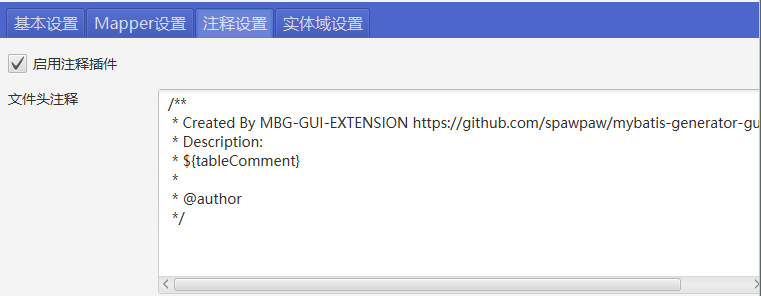 基本设置 Mapper设置 注释设置 实体域设置
启用注释插件
文件头注释
/**
* Created By MBG-GUI-EXTENSION https://github.com/spawpaw/mybatis-generator-gu
* Description:
* ${tableComment}
*
* @author
*/